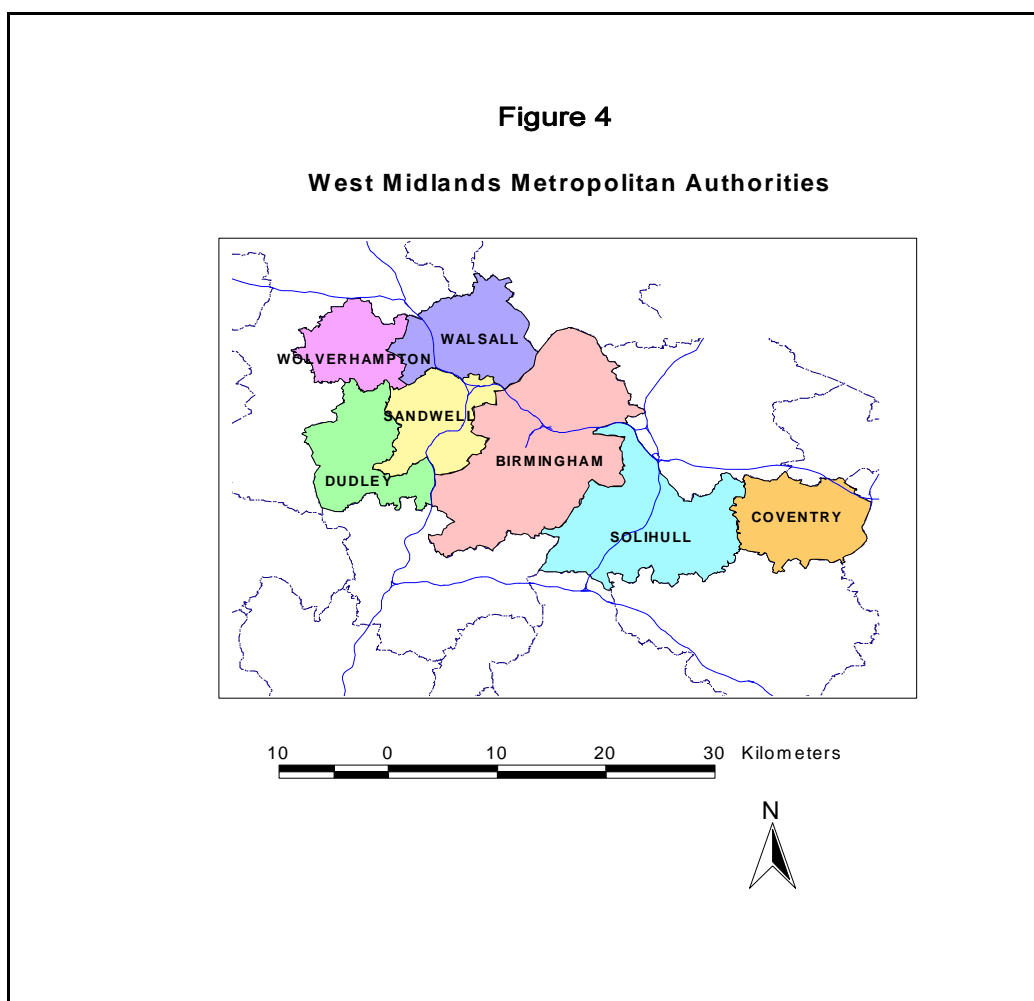 Figure 4
West Midlands Metropolitan Authorities
WALSALL
WOLVERHAMPTON
SANDWELL
BIRMINGHAM
DUDLEY
COVENTRY
SOLIHULL
10 0 10 20 30 Kilometers
N